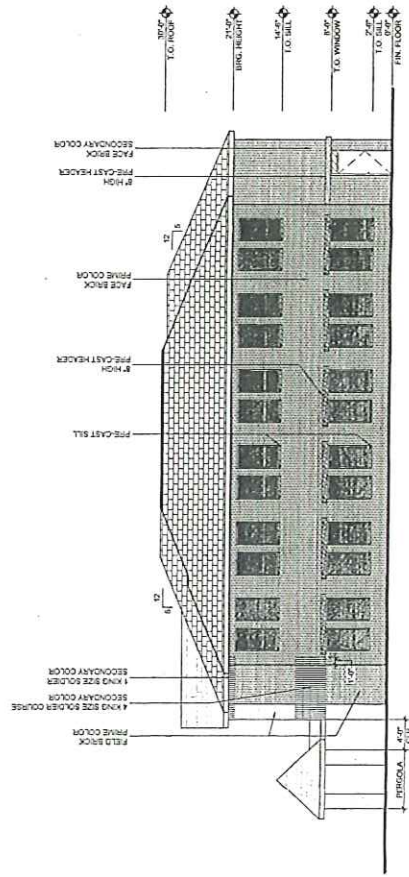 30'-0"
T.O. ROOF
21'-0"
BRG. HEIGHT
14'-6"
T.O. SILL
8'-0"
T.O. WINDOW
2'-6"
T.O. SILL
0'-0"
FIN. FLOOR
FACE BRICK
SECONDARY COLOR
8" HIGH
PRE-CAST HEADER
12
FACE BRICK
PRIME COLOR
8" HIGH
PRE-CAST HEADER
PRE-CAST SILL
12
1 KING SIZE SOLDIER
SECONDARY COLOR
4 KING SIZE SOLDIER COURSE
SECONDARY COLOR
FIELD BRICK
PRIME COLOR
1'-0"
4'-0"
PERGOLA